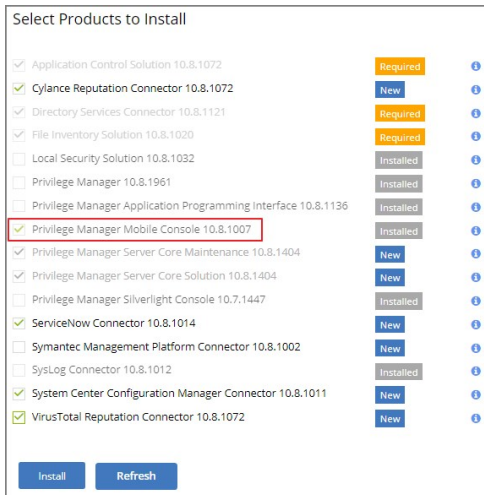 Select Products to Install
Application Control Solution 10.8.1072 Required
Cylance Reputation Connector 10.8.1072 New
Directory Services Connector 10.8.1121 Required
File Inventory Solution 10.8.1020 Required
Local Security Solution 10.8.1032 Installed
Privilege Manager 10.8.1961 Installed
Privilege Manager Application Programming Interface 10.8.1136 Installed
Privilege Manager Mobile Console 10.8.1007 Installed
Privilege Manager Server Core Maintenance 10.8.1404 New
Privilege Manager Server Core Solution 10.8.1404 New
Privilege Manager Silverlight Console 10.7.1447 Installed
ServiceNow Connector 10.8.1014 New
Symantec Management Platform Connector 10.8.1002 New
SysLog Connector 10.8.1012 Installed
System Center Configuration Manager Connector 10.8.1011 New
VirusTotal Reputation Connector 10.8.1072 New
Install Refresh